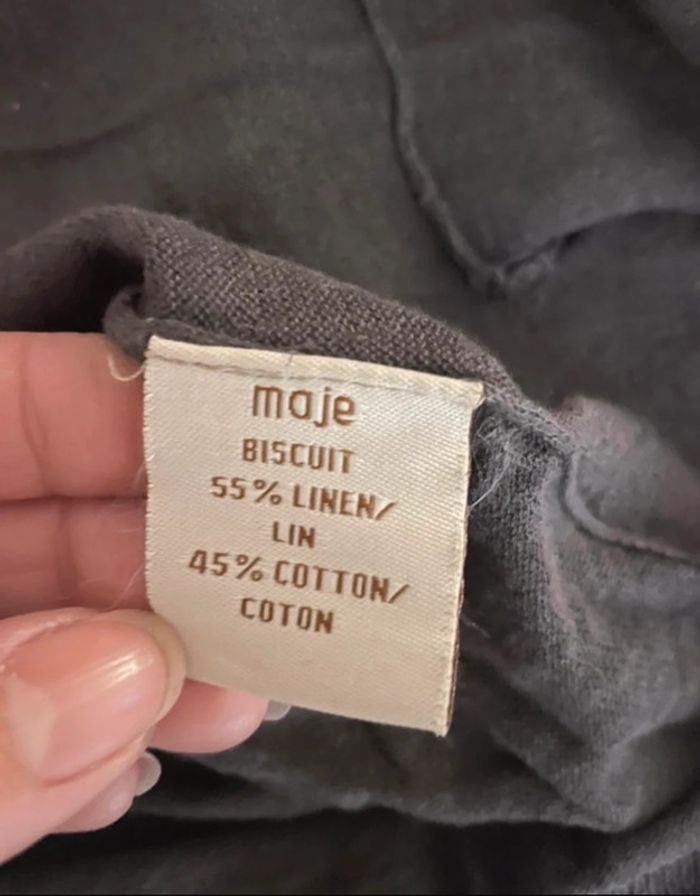 maje
BISCUIT
55% LINEN/
LIN
45% COTTON/
COTON